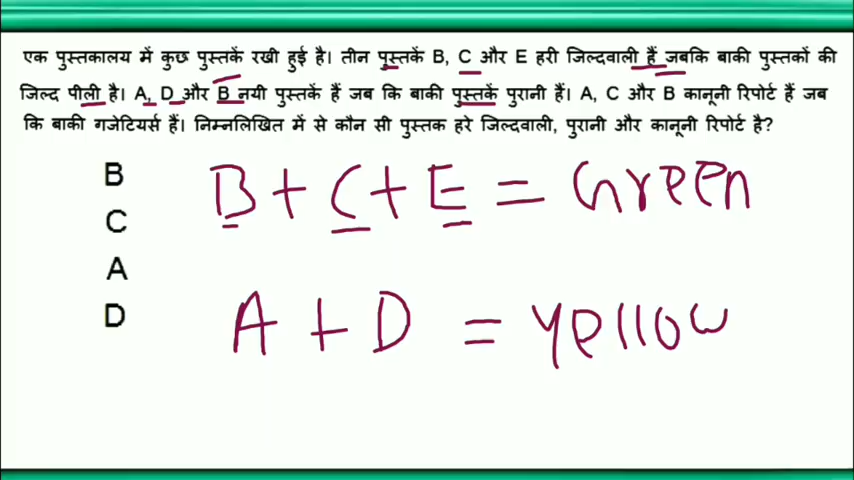 एक पुस्तकालय में कुछ पुस्तकें रखी हुई है। तीन पुस्तकें B, C और E हरी जिल्दवाली हैं जबकि बाकी पुस्तकों की
जिल्द पीली है। A, D और B नयी पुस्तकें हैं जब कि बाकी पुस्तकें पुरानी हैं। A, C और B कानूनी रिपोर्ट हैं जब
कि बाकी गजेटियर्स हैं। निम्नलिखित में से कौन सी पुस्तक हरे जिल्दवाली, पुरानी और कानूनी रिपोर्ट है?
B
C
A
D
B + C + E = Green
A + D = Yellow